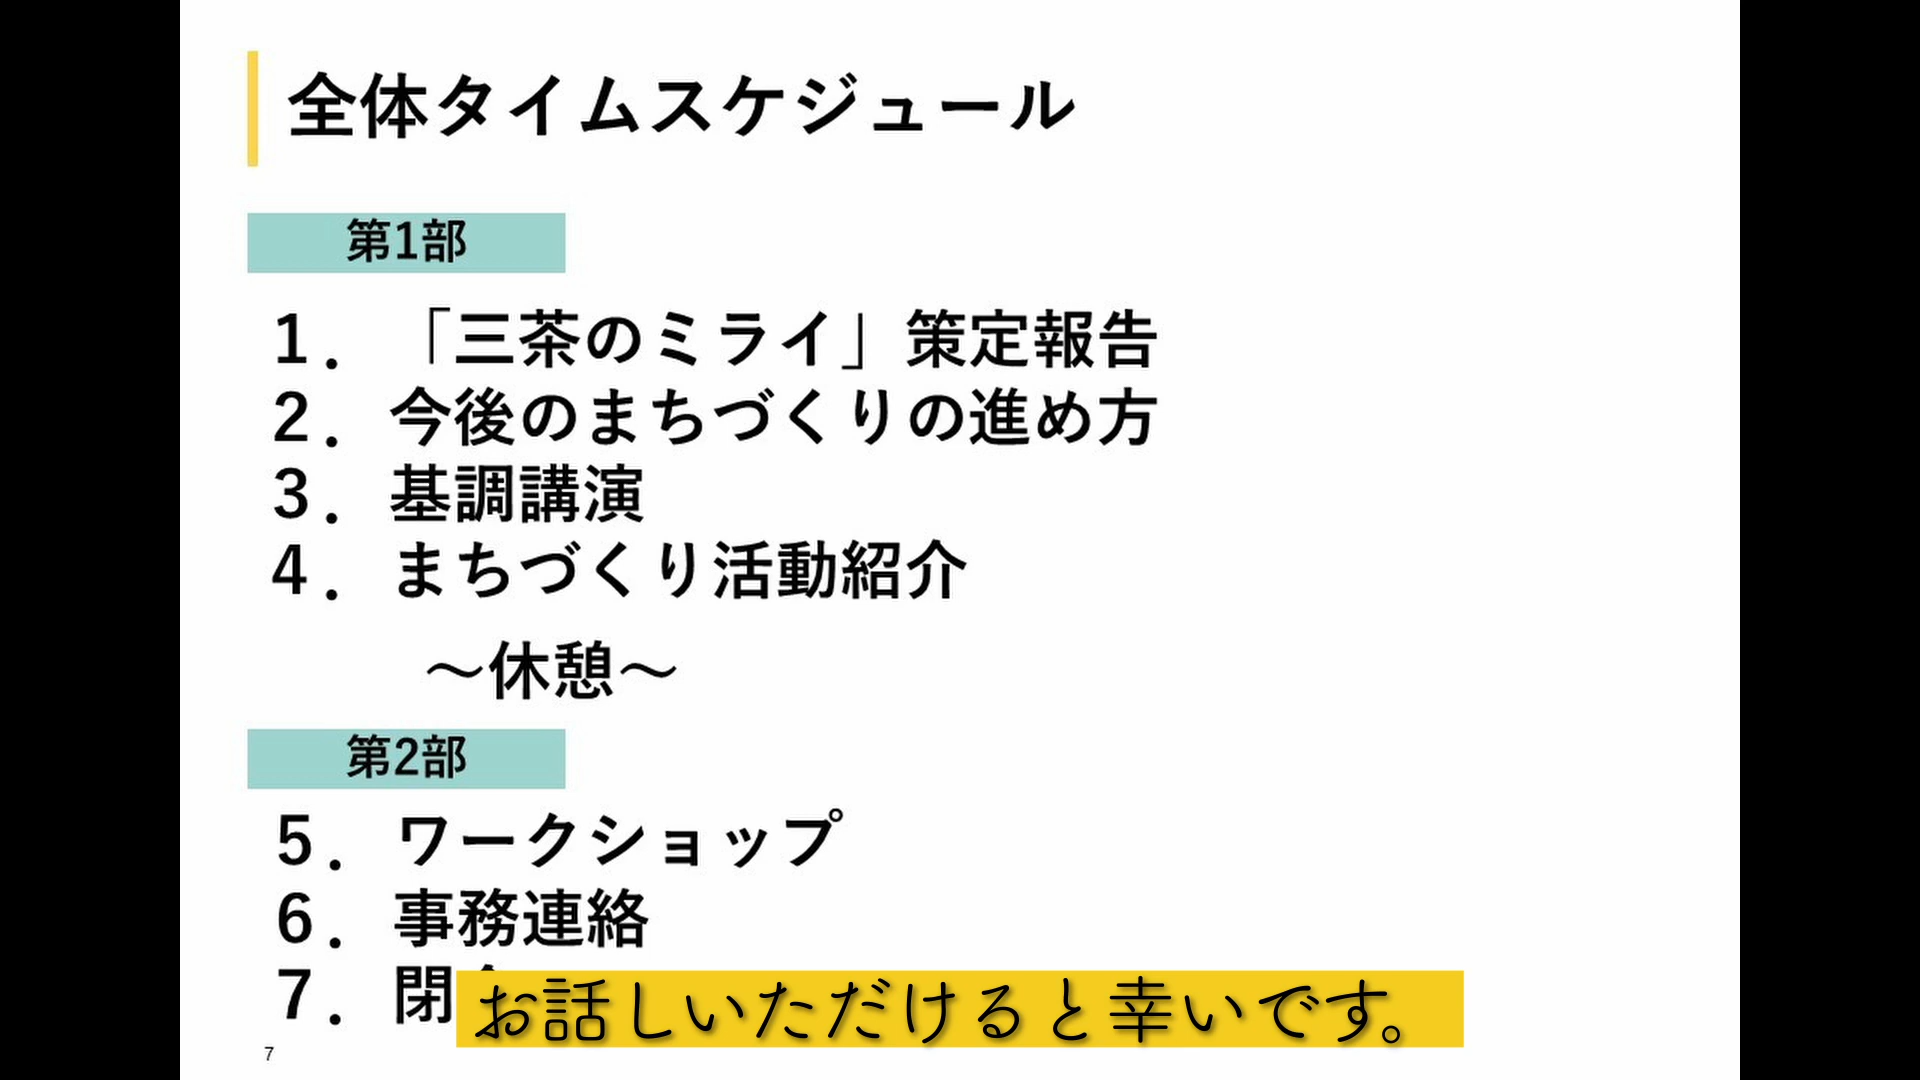 全体タイムスケジュール
第1部
1．「三茶のミライ」策定報告
2．今後のまちづくりの進め方
3．基調講演
4．まちづくり活動紹介
～休憩～
第2部
5．ワークショップ
6．事務連絡
7．閉
お話しいただけると幸いです。
7